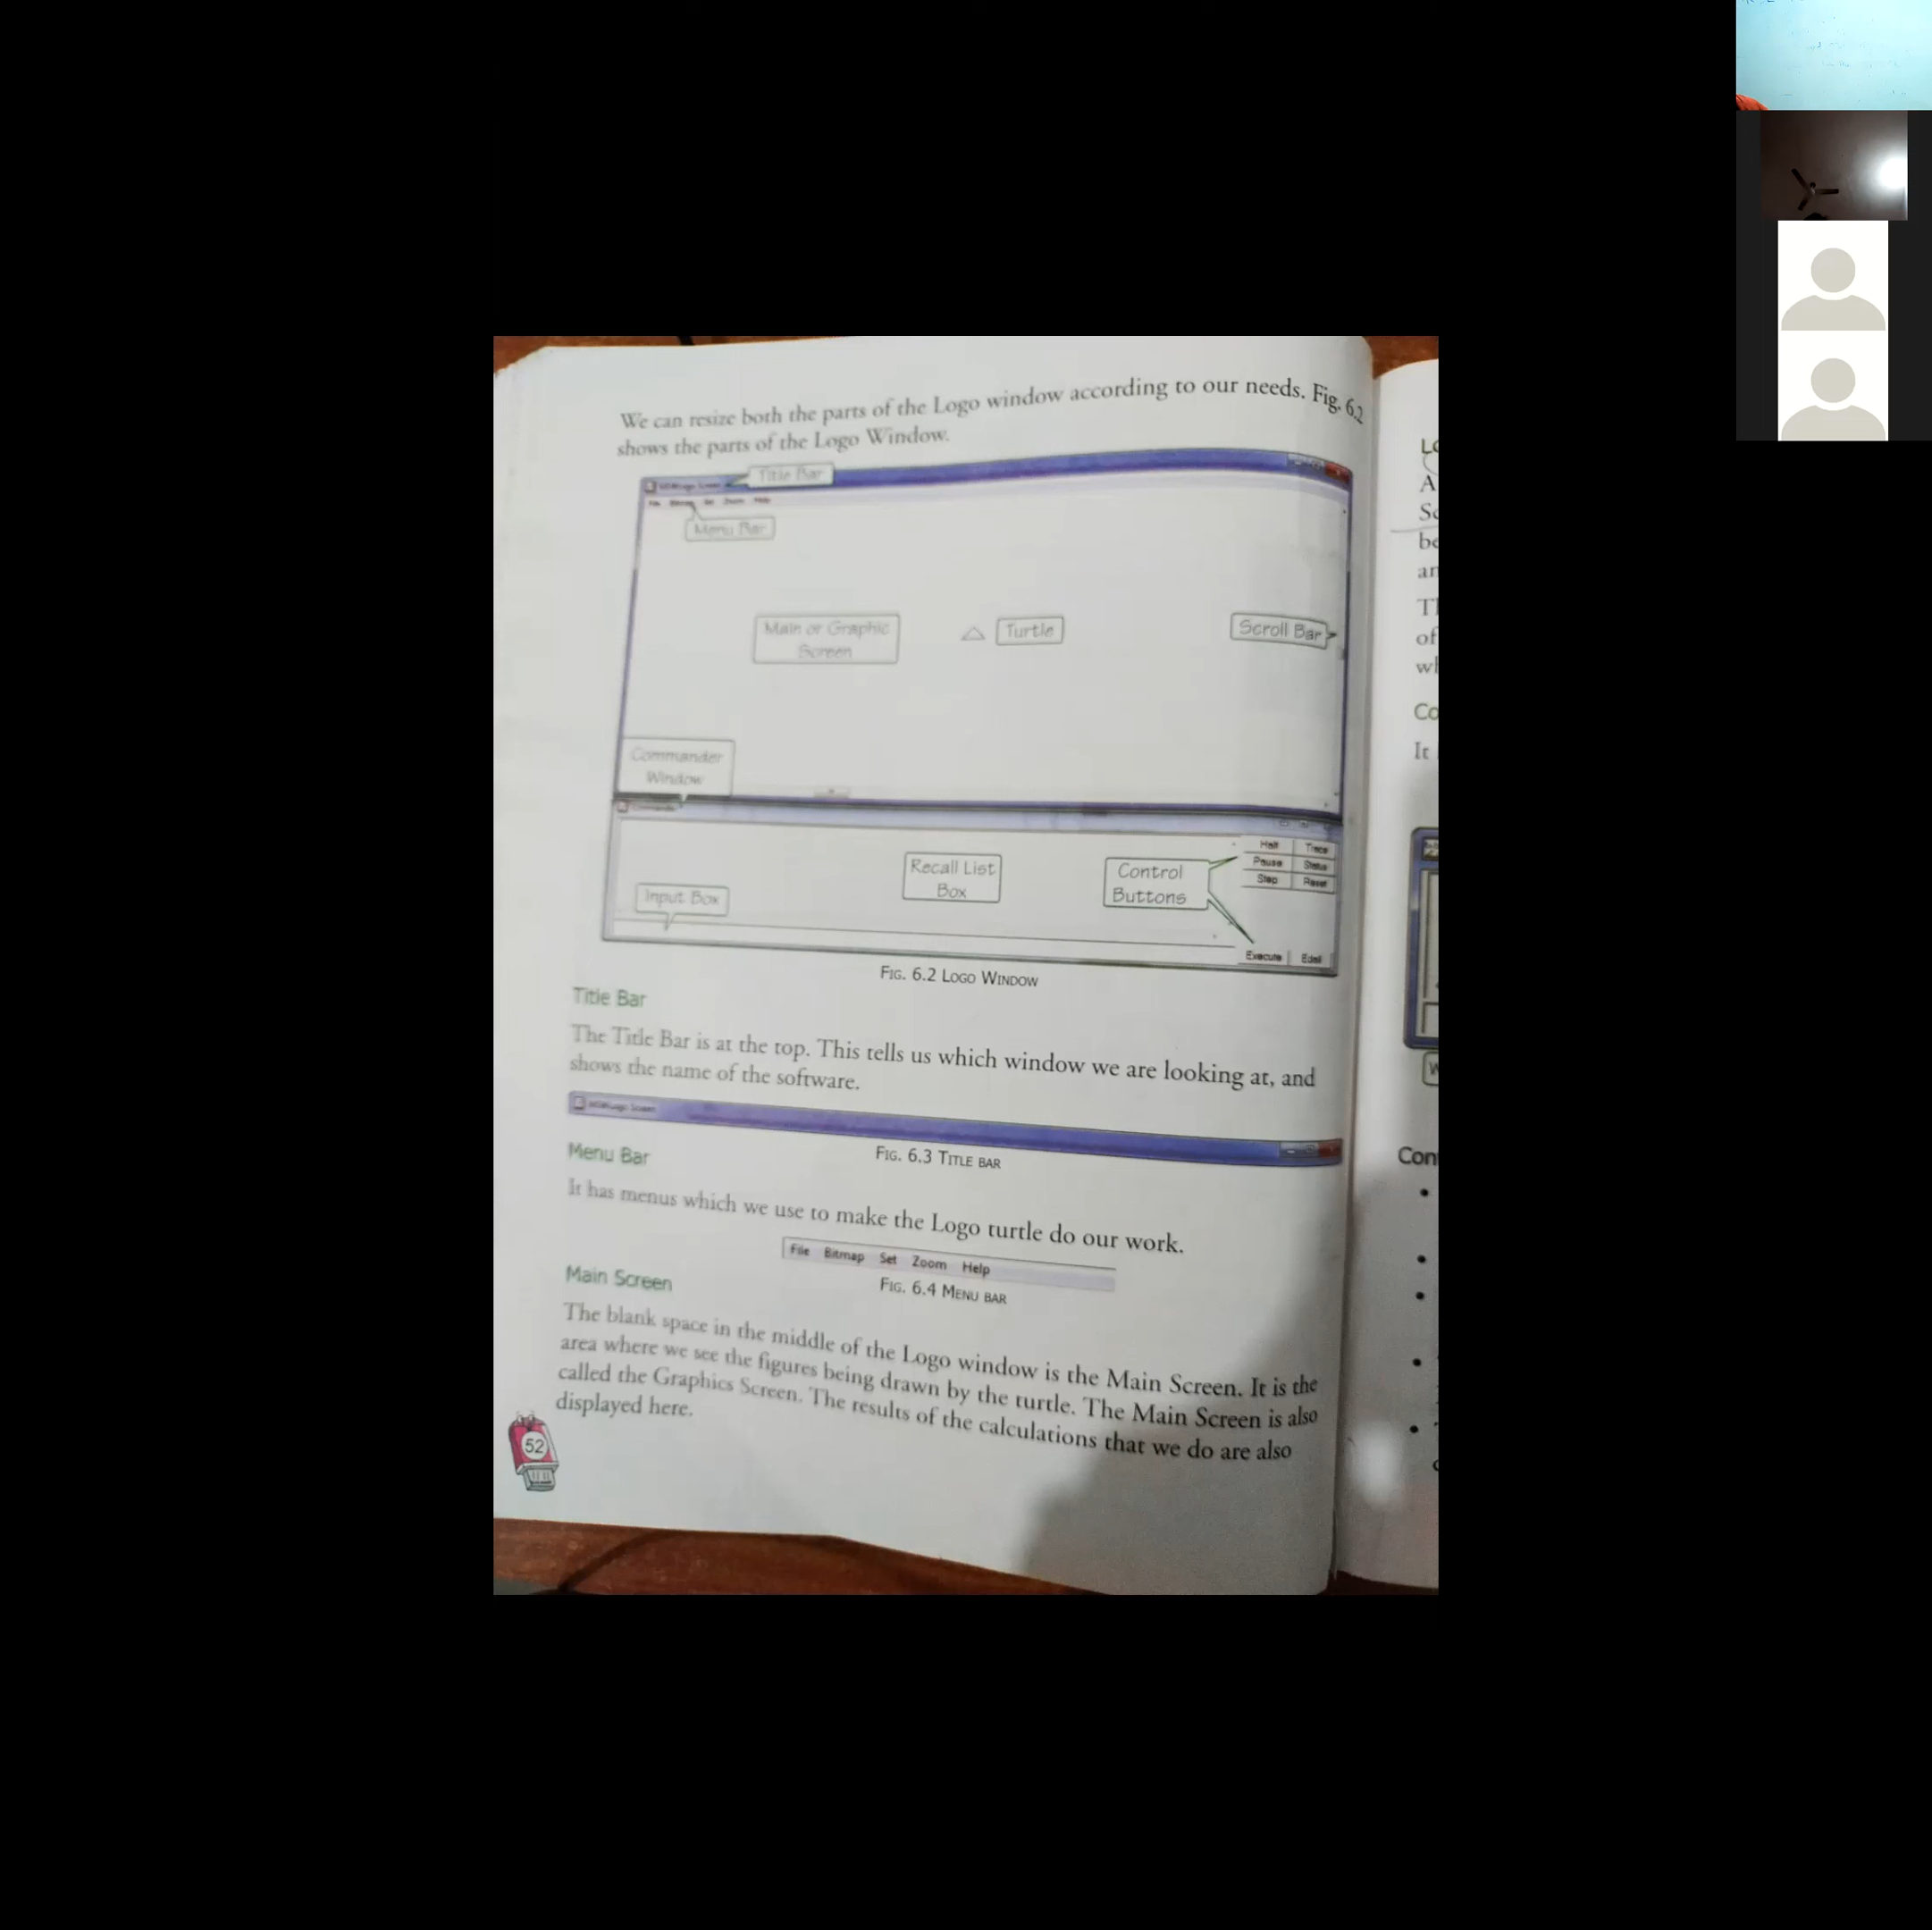 We can resize both the parts of the Logo window according to our needs. Fig. 6.2
shows the parts of the Logo Window.
Title Bar
File Bitmap Set Zoom Help
Menu Bar
Main or Graphic
Screen
Turtle
Scroll Bar
Commander
Window
Commander
Halt Trace
Pause Status
Step Reset
Recall List
Box
Control
Buttons
Input Box
Execute Edall
FIG. 6.2 LOGO WINDOW
Title Bar
The Title Bar is at the top. This tells us which window we are looking at, and
shows the name of the software.
FIG. 6.3 TITLE BAR
Menu Bar
It has menus which we use to make the Logo turtle do our work.
File Bitmap Set Zoom Help
FIG. 6.4 MENU BAR
Main Screen
The blank space in the middle of the Logo window is the Main Screen. It is the
area where we see the figures being drawn by the turtle. The Main Screen is also
called the Graphics Screen. The results of the calculations that we do are also
displayed here.
52